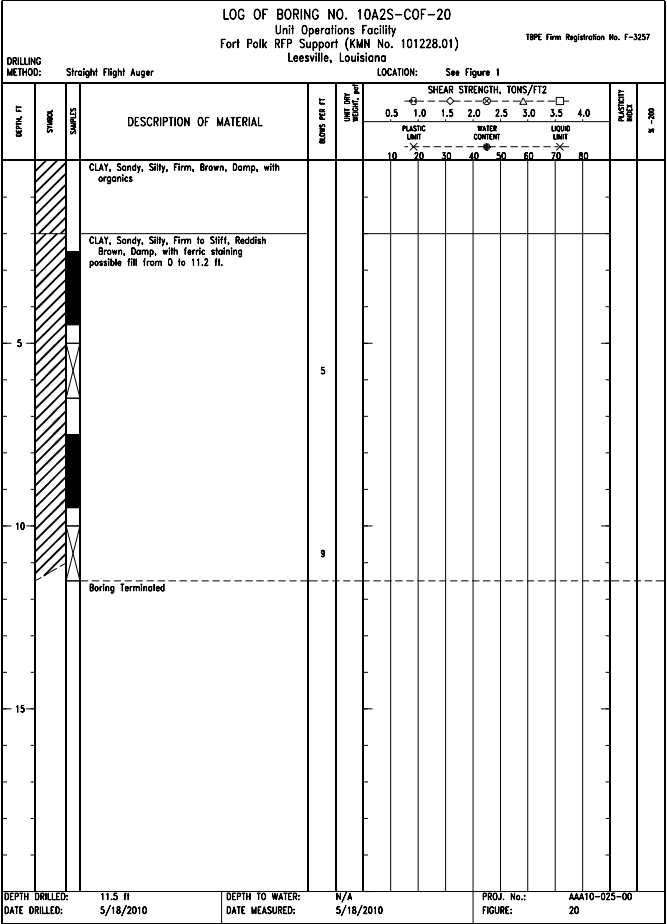 LOG OF BORING NO. 10A2S-COF-20
Unit Operations Facility
Fort Polk RFP Support (KMN No. 101228.01)
Leesville, Louisiana
TBPE Firm Registration No. F-3257
DRILLING
METHOD: Straight Flight Auger
LOCATION: See Figure 1
DEPTH, FT
SYMBOL
SAMPLES
DESCRIPTION OF MATERIAL
BLOWS PER FT
UNIT DRY
WEIGHT, pcf
SHEAR STRENGTH, TONS/FT2
0.5 1.0 1.5 2.0 2.5 3.0 3.5 4.0
PLASTIC
LIMIT
WATER
CONTENT
LIQUID
LIMIT
10 20 30 40 50 60 70 80
PLASTICITY
INDEX
% -200
CLAY, Sandy, Silty, Firm, Brown, Damp, with
organics
CLAY, Sandy, Silty, Firm to Stiff, Reddish
Brown, Damp, with ferric staining
possible fill from 0 to 11.2 ft.
5
5
10
9
Boring Terminated
15
DEPTH DRILLED: 11.5 ft
DATE DRILLED: 5/18/2010
DEPTH TO WATER: N/A
DATE MEASURED: 5/18/2010
PROJ. No.: AAA10-025-00
FIGURE: 20